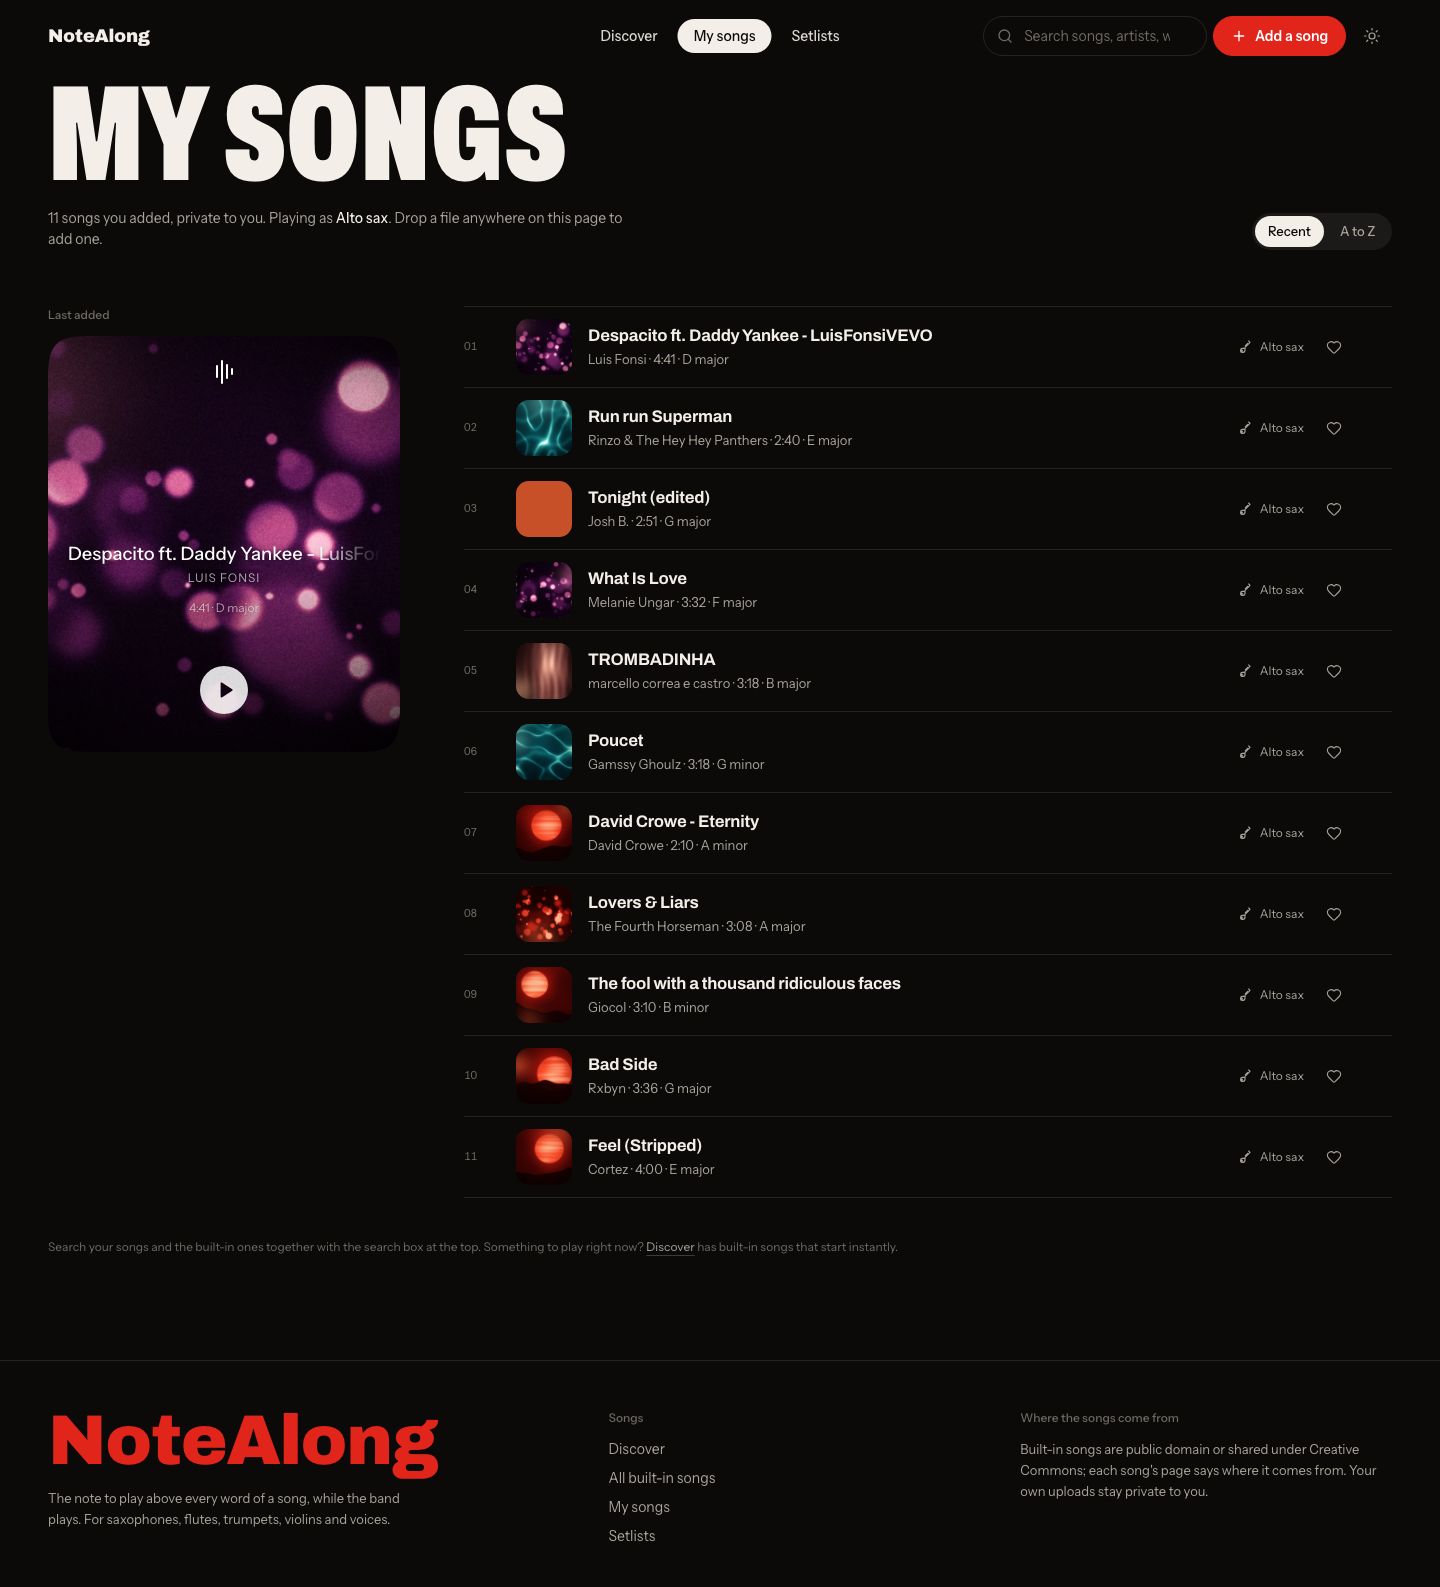 NoteAlong
Discover
My songs
Setlists
Search songs, artists, w
Add a song
MY SONGS
11 songs you added, private to you. Playing as Alto sax. Drop a file anywhere on this page to
add one.
Recent
A to Z
Last added
Despacito ft. Daddy Yankee - LuisFon
LUIS FONSI
4:41 · D major
01
Despacito ft. Daddy Yankee - LuisFonsiVEVO
Luis Fonsi · 4:41 · D major
Alto sax
02
Run run Superman
Rinzo & The Hey Hey Panthers · 2:40 · E major
Alto sax
03
Tonight (edited)
Josh B. · 2:51 · G major
Alto sax
04
What Is Love
Melanie Ungar · 3:32 · F major
Alto sax
05
TROMBADINHA
marcello correa e castro · 3:18 · B major
Alto sax
06
Poucet
Gamssy Ghoulz · 3:18 · G minor
Alto sax
07
David Crowe - Eternity
David Crowe · 2:10 · A minor
Alto sax
08
Lovers & Liars
The Fourth Horseman · 3:08 · A major
Alto sax
09
The fool with a thousand ridiculous faces
Giocol · 3:10 · B minor
Alto sax
10
Bad Side
Rxbyn · 3:36 · G major
Alto sax
11
Feel (Stripped)
Cortez · 4:00 · E major
Alto sax
Search your songs and the built-in ones together with the search box at the top. Something to play right now? Discover has built-in songs that start instantly.
NoteAlong
The note to play above every word of a song, while the band
plays. For saxophones, flutes, trumpets, violins and voices.
Songs
Discover
All built-in songs
My songs
Setlists
Where the songs come from
Built-in songs are public domain or shared under Creative
Commons; each song's page says where it comes from. Your
own uploads stay private to you.